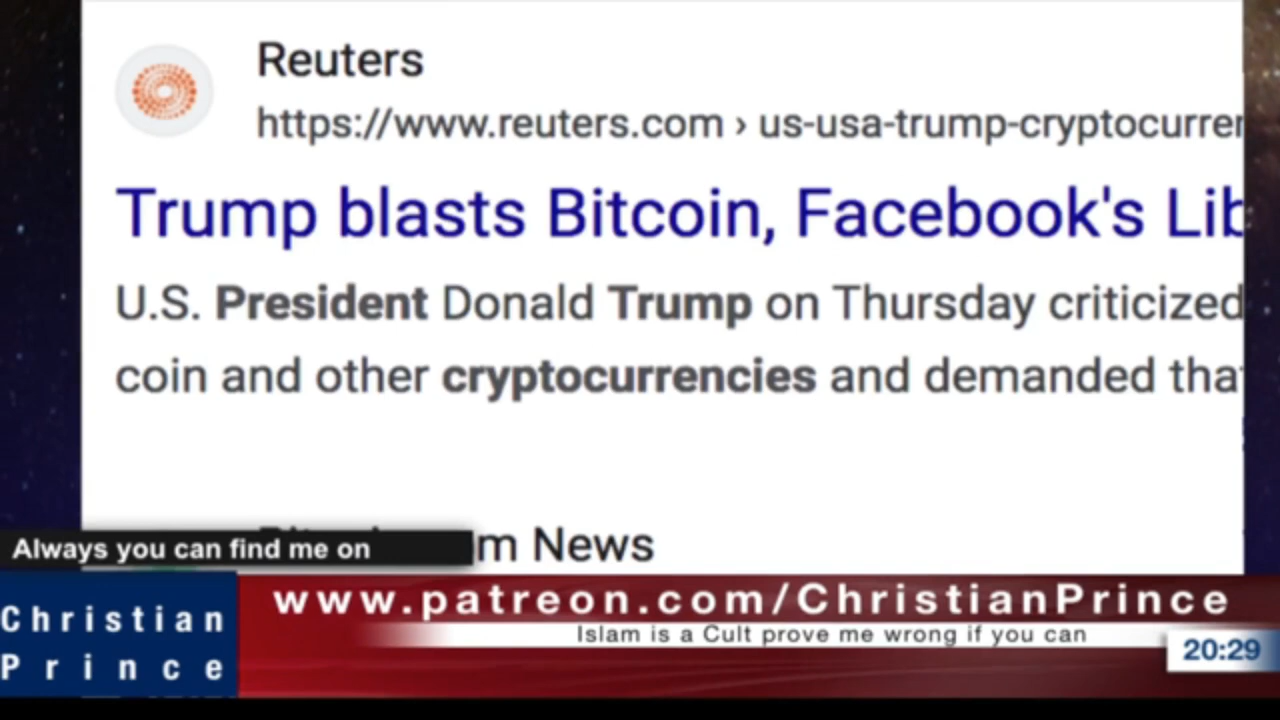 Reuters
https://www.reuters.com › us-usa-trump-cryptocurrer
Trump blasts Bitcoin, Facebook's Lib
U.S. President Donald Trump on Thursday criticized
coin and other cryptocurrencies and demanded that
m News
Always you can find me on
Christian
Prince
www.patreon.com/ChristianPrince
Islam is a Cult prove me wrong if you can
20:29